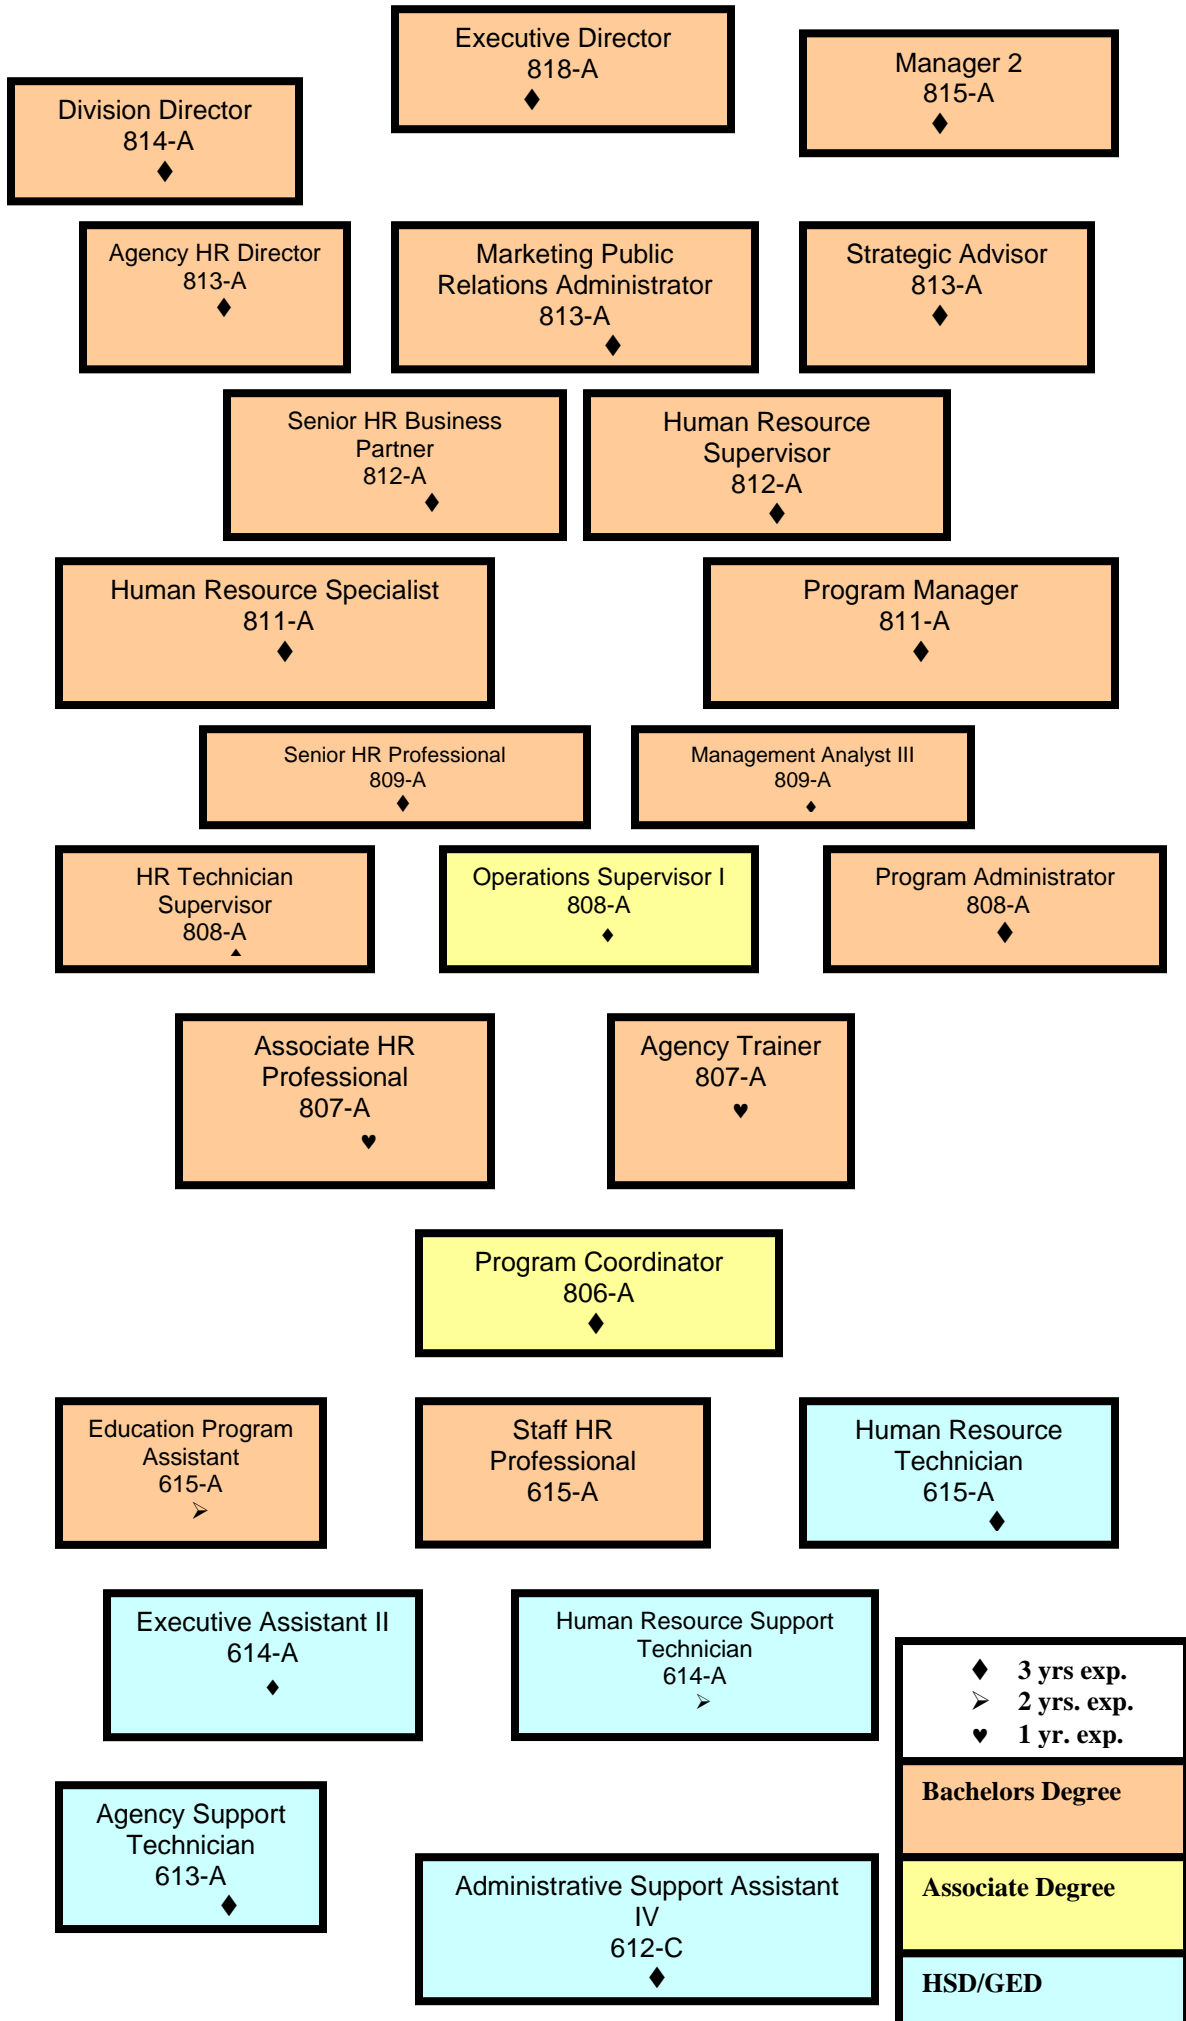 Executive Director
818-A
♦
Manager 2
815-A
♦
Division Director
814-A
♦
Agency HR Director
813-A
♦
Marketing Public
Relations Administrator
813-A
♦
Strategic Advisor
813-A
♦
Senior HR Business
Partner
812-A
♦
Human Resource
Supervisor
812-A
♦
Human Resource Specialist
811-A
♦
Program Manager
811-A
♦
Senior HR Professional
809-A
♦
Management Analyst III
809-A
♦
HR Technician
Supervisor
808-A
Operations Supervisor I
808-A
♦
Program Administrator
808-A
♦
Associate HR
Professional
807-A
♥
Agency Trainer
807-A
♥
Program Coordinator
806-A
♦
Education Program
Assistant
615-A
➢
Staff HR
Professional
615-A
Human Resource
Technician
615-A
♦
Executive Assistant II
614-A
♦
Human Resource Support
Technician
614-A
➢
♦ 3 yrs exp.
➢ 2 yrs. exp.
♥ 1 yr. exp.
Bachelors Degree
Associate Degree
HSD/GED
Agency Support
Technician
613-A
♦
Administrative Support Assistant
IV
612-C
♦